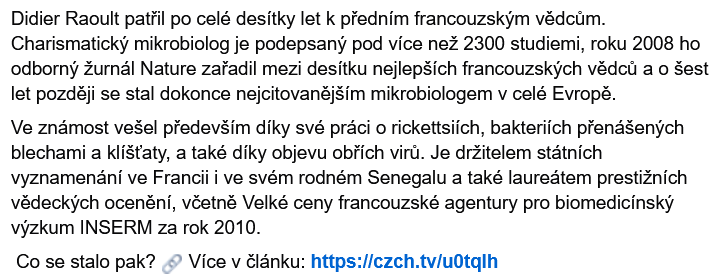 Didier Raoult patřil po celé desítky let k předním francouzským vědcům.
Charismatický mikrobiolog je podepsaný pod více než 2300 studiemi, roku 2008 ho
odborný žurnál Nature zařadil mezi desítku nejlepších francouzských vědců a o šest
let později se stal dokonce nejcitovanějším mikrobiologem v celé Evropě.
Ve známost vešel především díky své práci o rickettsiích, bakteriích přenášených
blechami a klíšťaty, a také díky objevu obřích virů. Je držitelem státních
vyznamenání ve Francii i ve svém rodném Senegalu a také laureátem prestižních
vědeckých ocenění, včetně Velké ceny francouzské agentury pro biomedicínský
výzkum INSERM za rok 2010.
Co se stalo pak? 🔗 Více v článku: https://czch.tv/u0tqlh